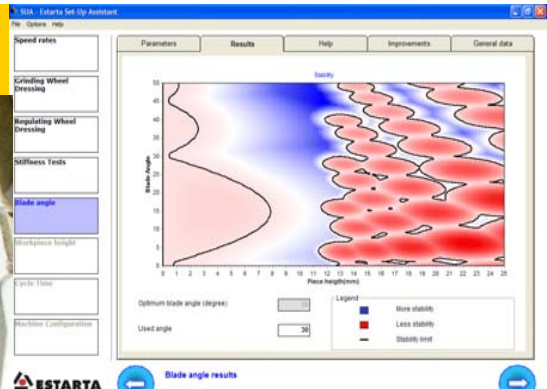 SUA - Estarta Set-Up Assistant
File Options Help
Speed rates
Grinding Wheel
Dressing
Regulating Wheel
Dressing
Stiffness Tests
Blade angle
Workpiece height
Cycle Time
Machine Configuration
Parameters Results Help Improvements General data
Stability
Blade Angle
50
45
40
35
30
25
20
15
10
5
0
0 1 2 3 4 5 6 7 8 9 10 11 12 13 14 15 16 17 18 19 20 21 22 23 24 25
Piece heigth(mm)
Optimum blade angle (degree)
Used angle 30
Legend
More stability
Less stability
Stability limit
Blade angle results
ESTARTA